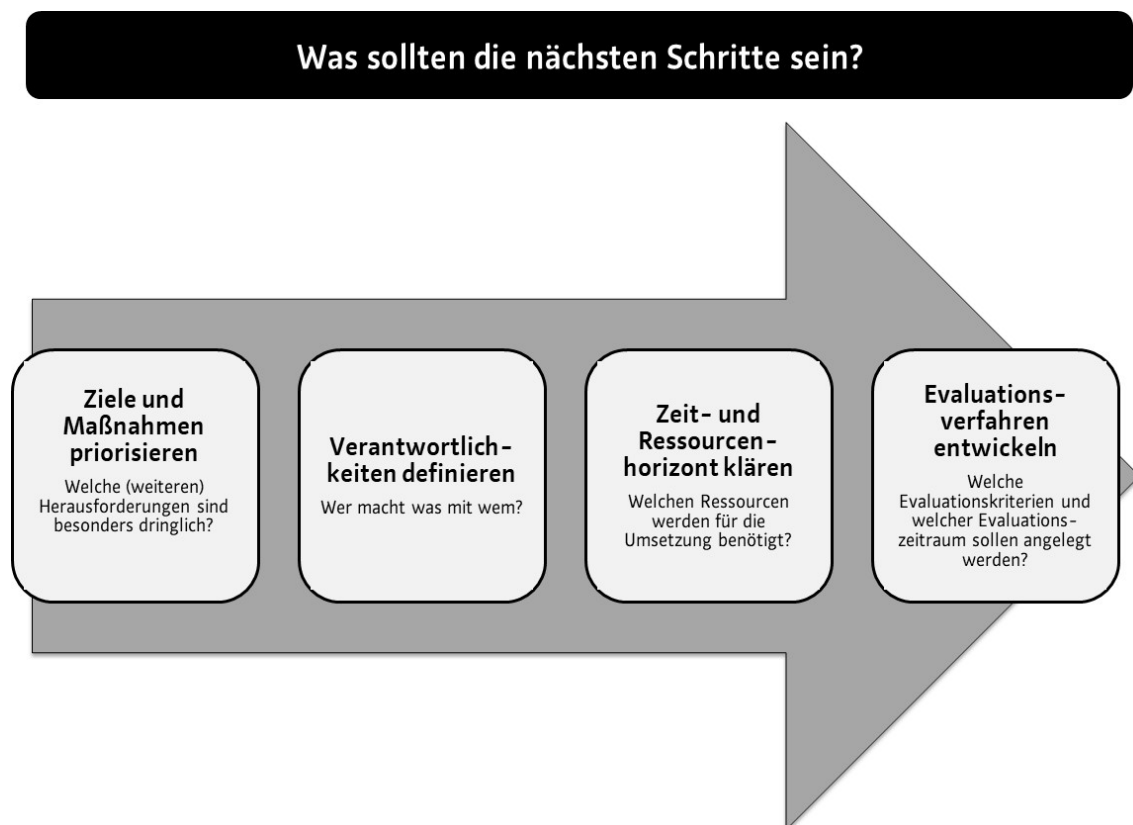 Was sollten die nächsten Schritte sein?
Ziele und
Maßnahmen
priorisieren
Welche (weiteren)
Herausforderungen sind
besonders dringlich?
Verantwortlich-
keiten definieren
Wer macht was mit wem?
Zeit- und
Ressourcen-
horizont klären
Welchen Ressourcen
werden für die
Umsetzung benötigt?
Evaluations-
verfahren
entwickeln
Welche
Evaluationskriterien und
welcher Evaluations-
zeitraum sollen angelegt
werden?